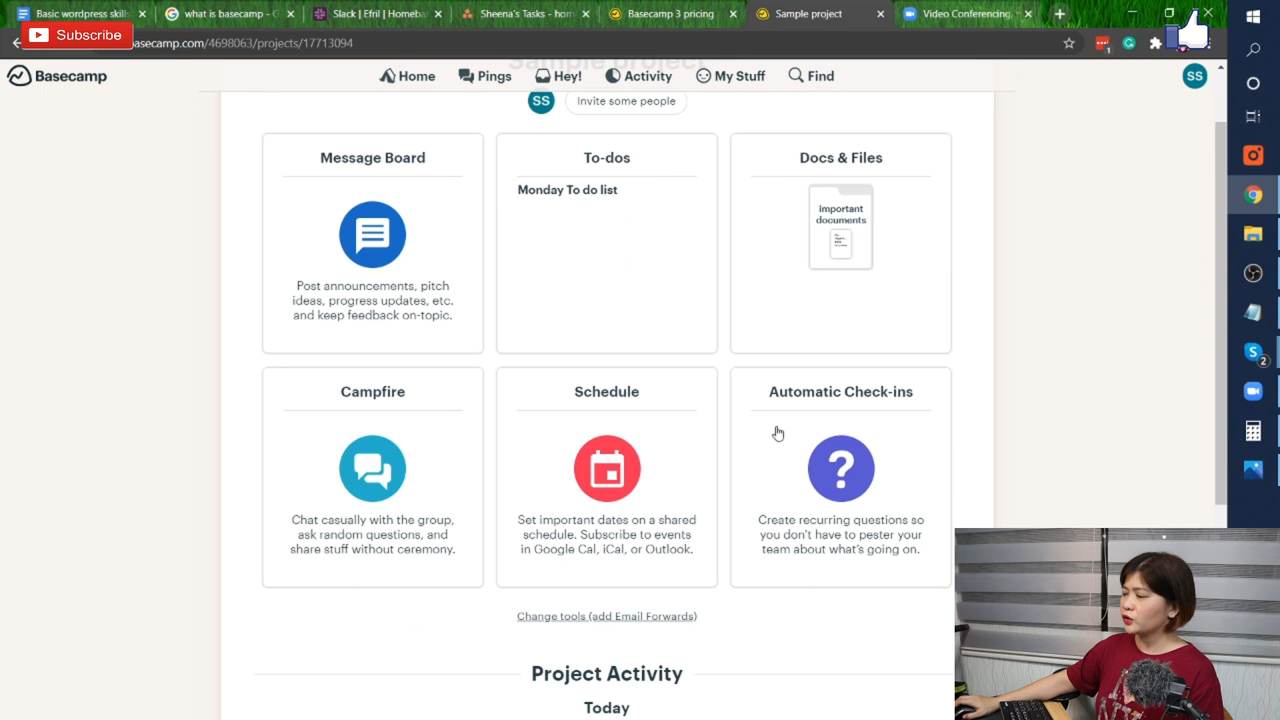 Basic wordpress skill
what is basecamp - G
Slack | Efril | Homeba
Sheena's Tasks - hom
Basecamp 3 pricing
Sample project
Video Conferencing,
Subscribe
asecamp.com/4698063/projects/17713094
1
Sample project
Basecamp
Home
Pings
Hey!
Activity
My Stuff
Find
SS
SS
Invite some people
Message Board
Post announcements, pitch
ideas, progress updates, etc.
and keep feedback on-topic.
To-dos
Monday To do list
Docs & Files
important
documents
Campfire
Chat casually with the group,
ask random questions, and
share stuff without ceremony.
Schedule
Set important dates on a shared
schedule. Subscribe to events
in Google Cal, iCal, or Outlook.
Automatic Check-ins
?
Create recurring questions so
you don't have to pester your
team about what's going on.
Change tools (add Email Forwards)
Project Activity
Today
2